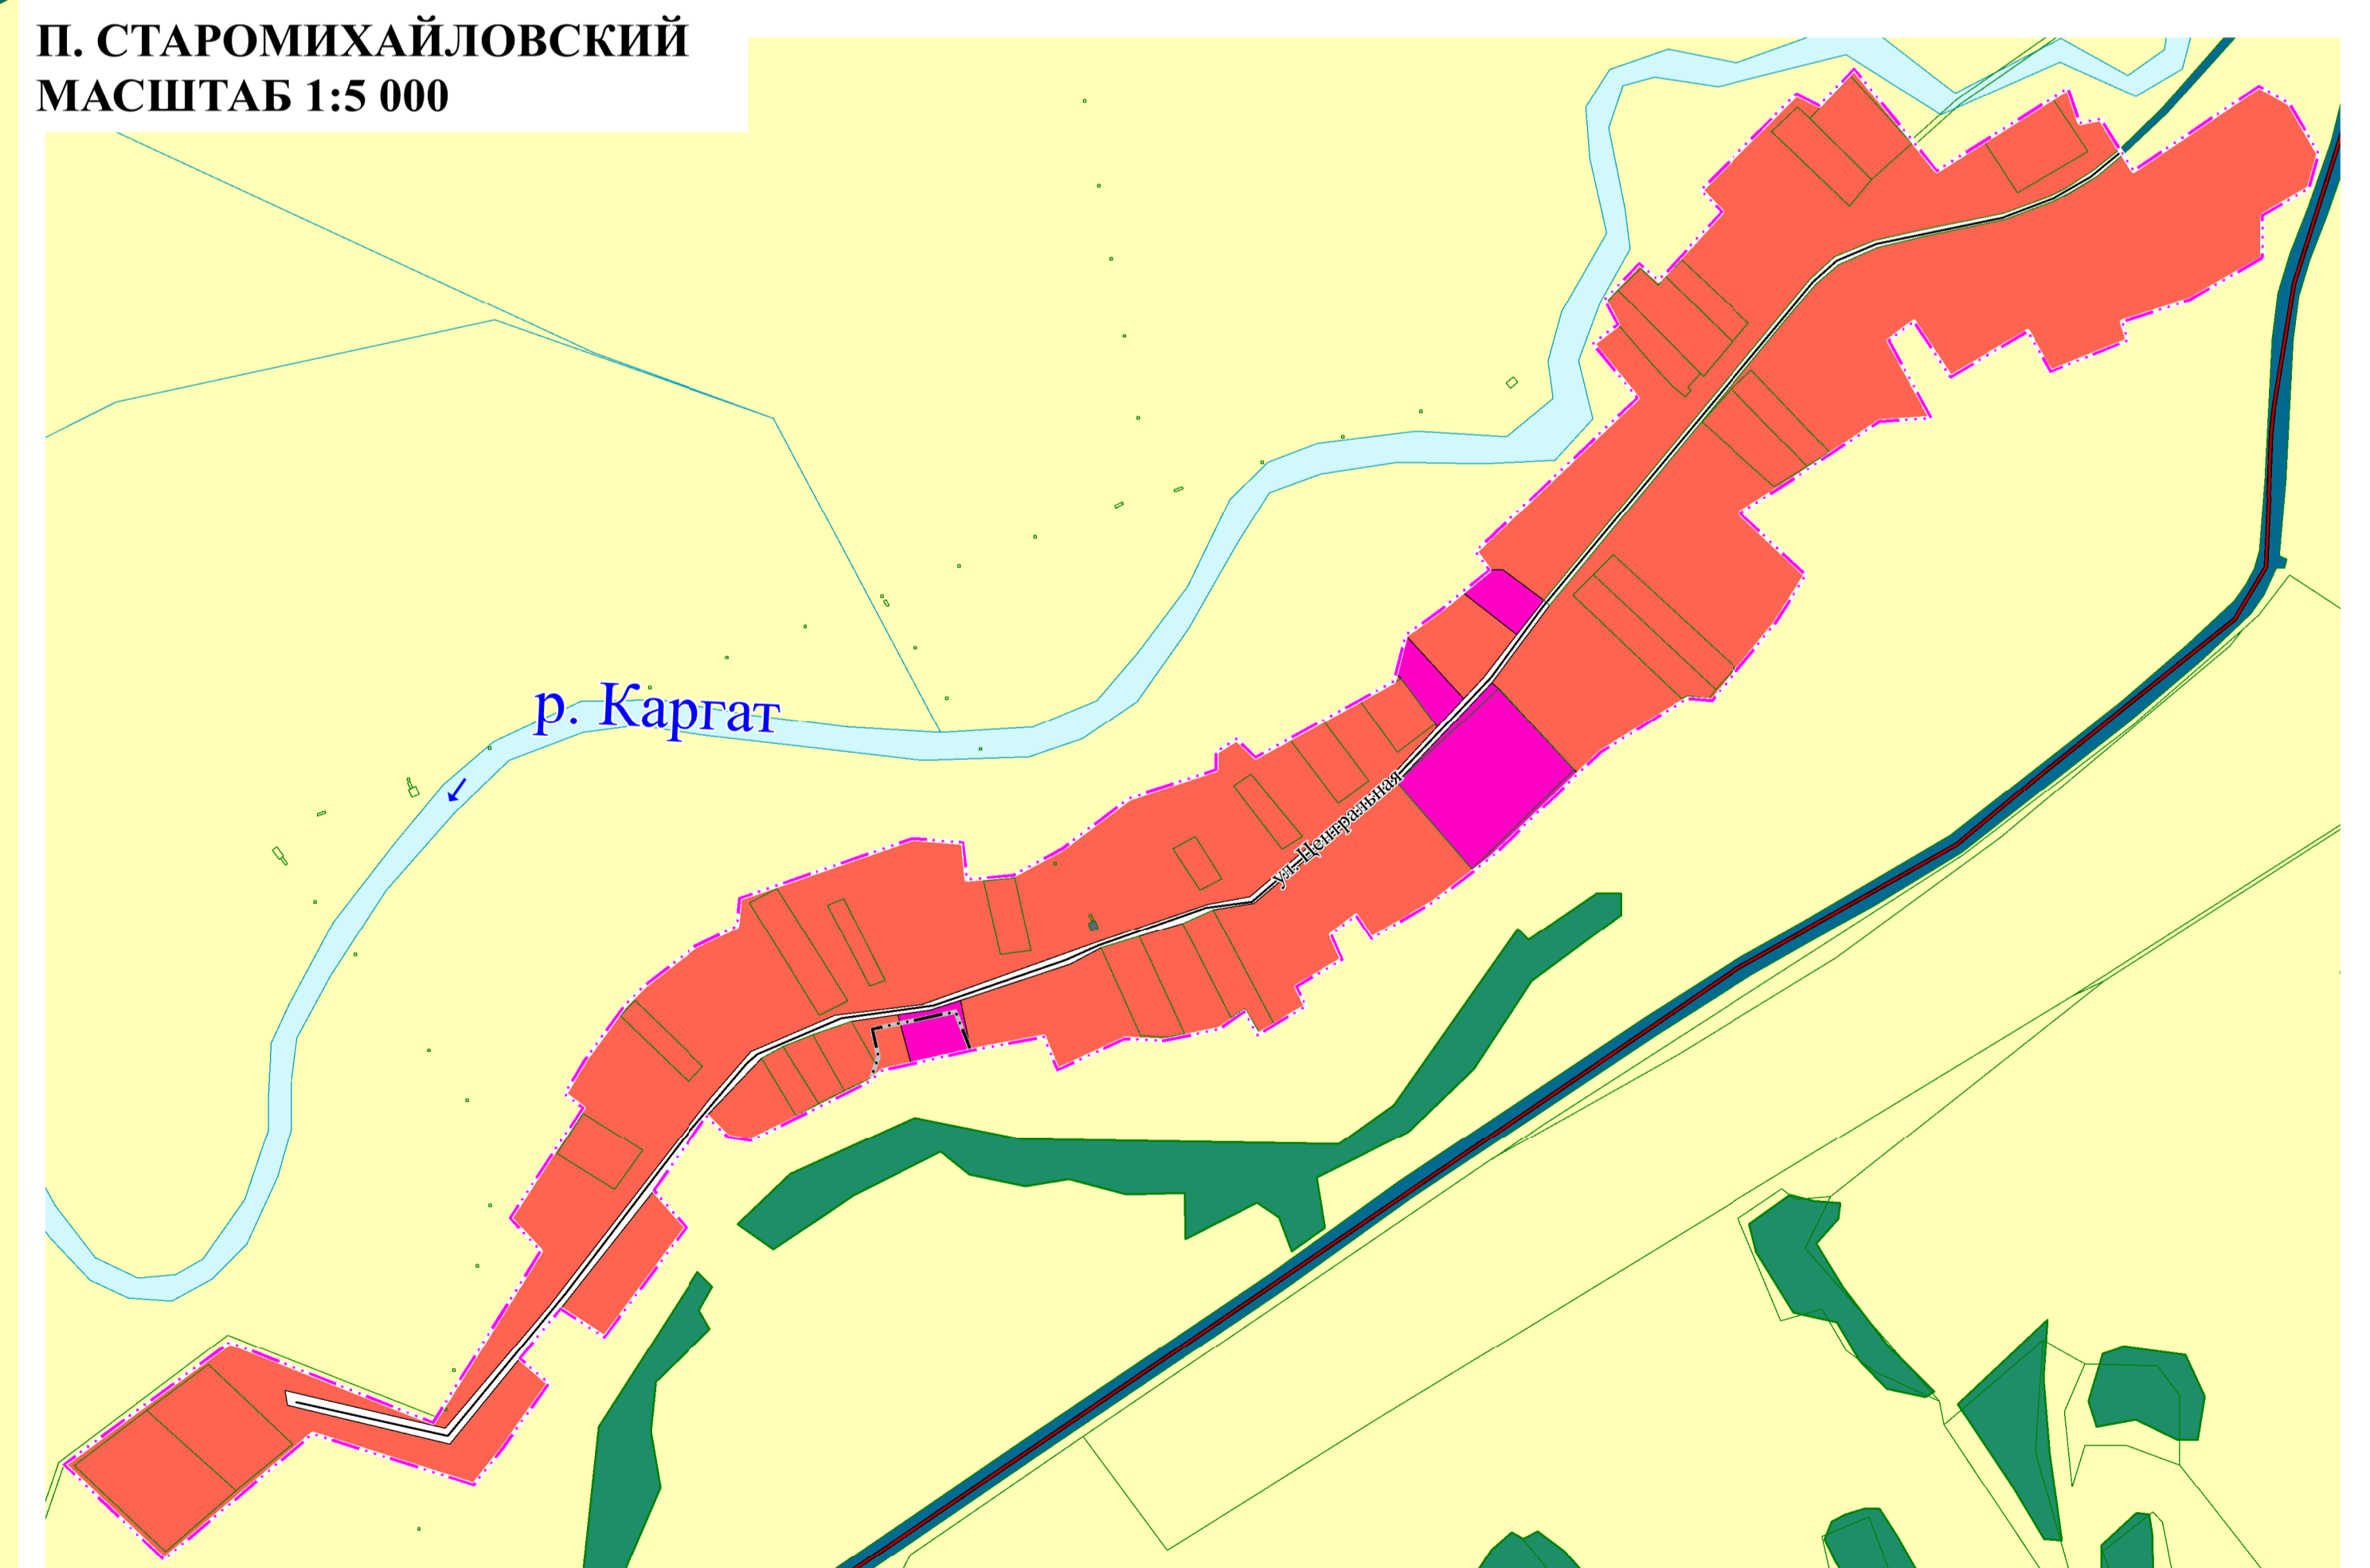 П. СТАРОМИХАЙЛОВСКИЙ
МАСШТАБ 1:5 000
р. Каргат
ул. Центральная